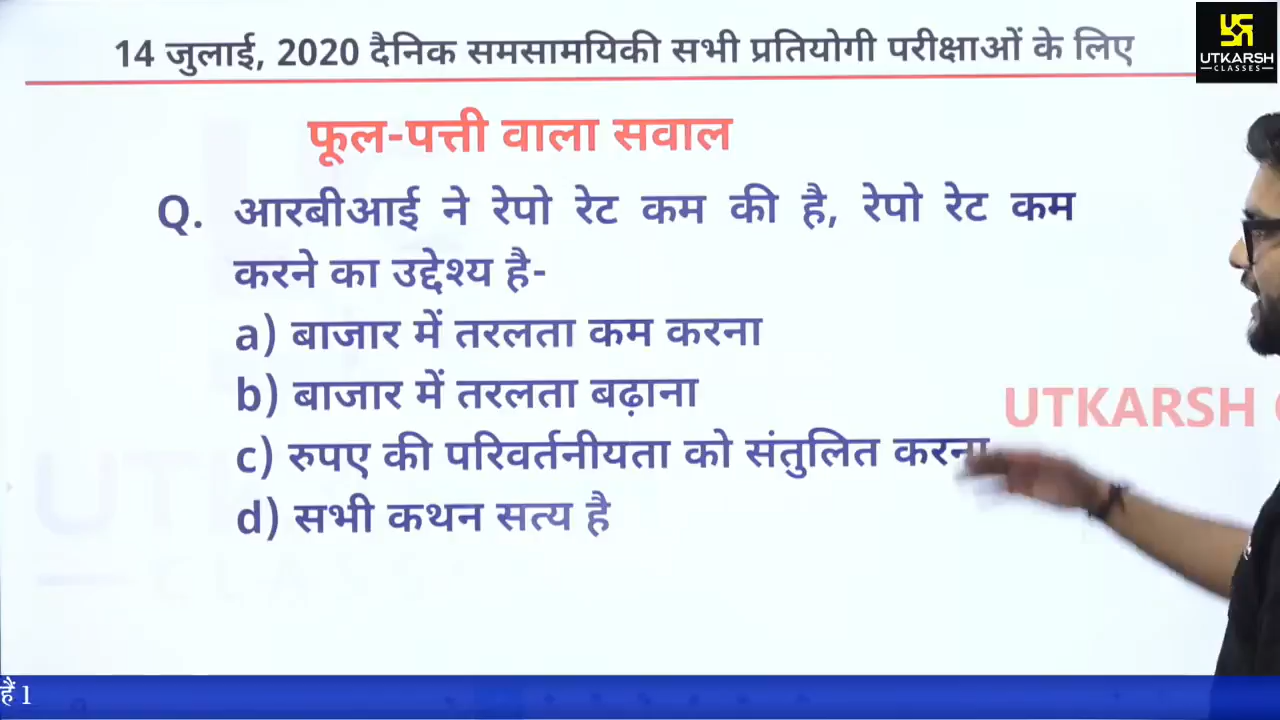 14 जुलाई, 2020 दैनिक समसामयिकी सभी प्रतियोगी परीक्षाओं के लिए
UTKARSH
CLASSES
फूल-पत्ती वाला सवाल
Q. आरबीआई ने रेपो रेट कम की है, रेपो रेट कम
करने का उद्देश्य है-
a) बाजार में तरलता कम करना
b) बाजार में तरलता बढ़ाना
UTKARSH
c) रुपए की परिवर्तनीयता को संतुलित करना
d) सभी कथन सत्य है
हैं 1